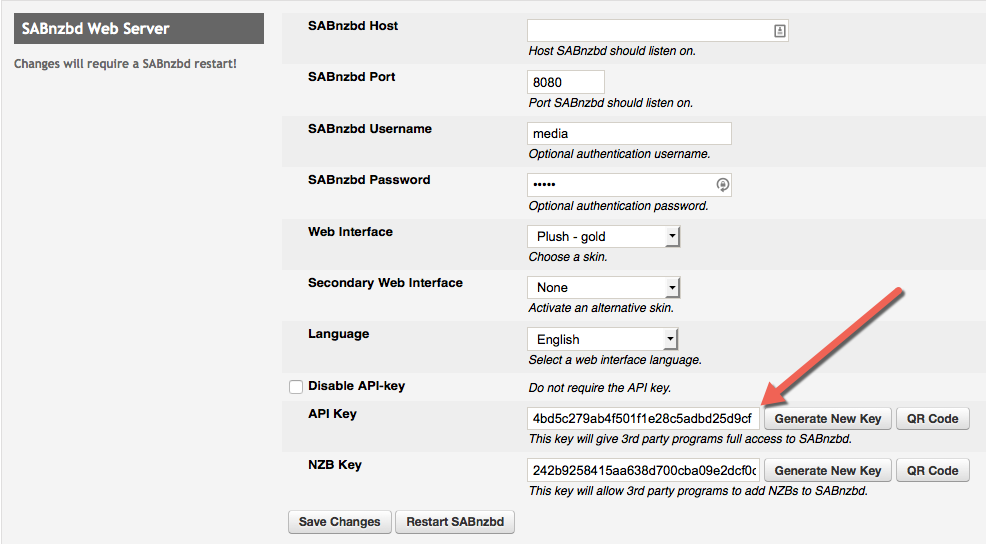 SABnzbd Web Server
Changes will require a SABnzbd restart!
SABnzbd Host
Host SABnzbd should listen on.
SABnzbd Port
8080
Port SABnzbd should listen on.
SABnzbd Username
media
Optional authentication username.
SABnzbd Password
•••••
Optional authentication password.
Web Interface
Plush - gold
Choose a skin.
Secondary Web Interface
None
Activate an alternative skin.
Language
English
Select a web interface language.
Disable API-key Do not require the API key.
API Key
4bd5c279ab4f501f1e28c5adbd25d9cf Generate New Key QR Code
This key will give 3rd party programs full access to SABnzbd.
NZB Key
242b9258415aa638d700cba09e2dcf0c Generate New Key QR Code
This key will allow 3rd party programs to add NZBs to SABnzbd.
Save Changes Restart SABnzbd